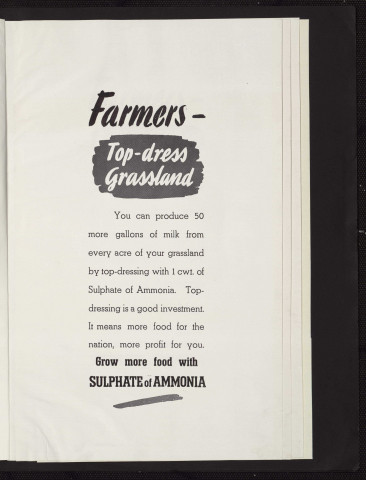 Farmers-
Top-dress
Grassland
You can produce 50
more gallons of milk from
every acre of your grassland
by top-dressing with 1 cwt. of
Sulphate of Ammonia. Top-
dressing is a good investment.
It means more food for the
nation, more profit for you.
Grow more food with
SULPHATE of AMMONIA